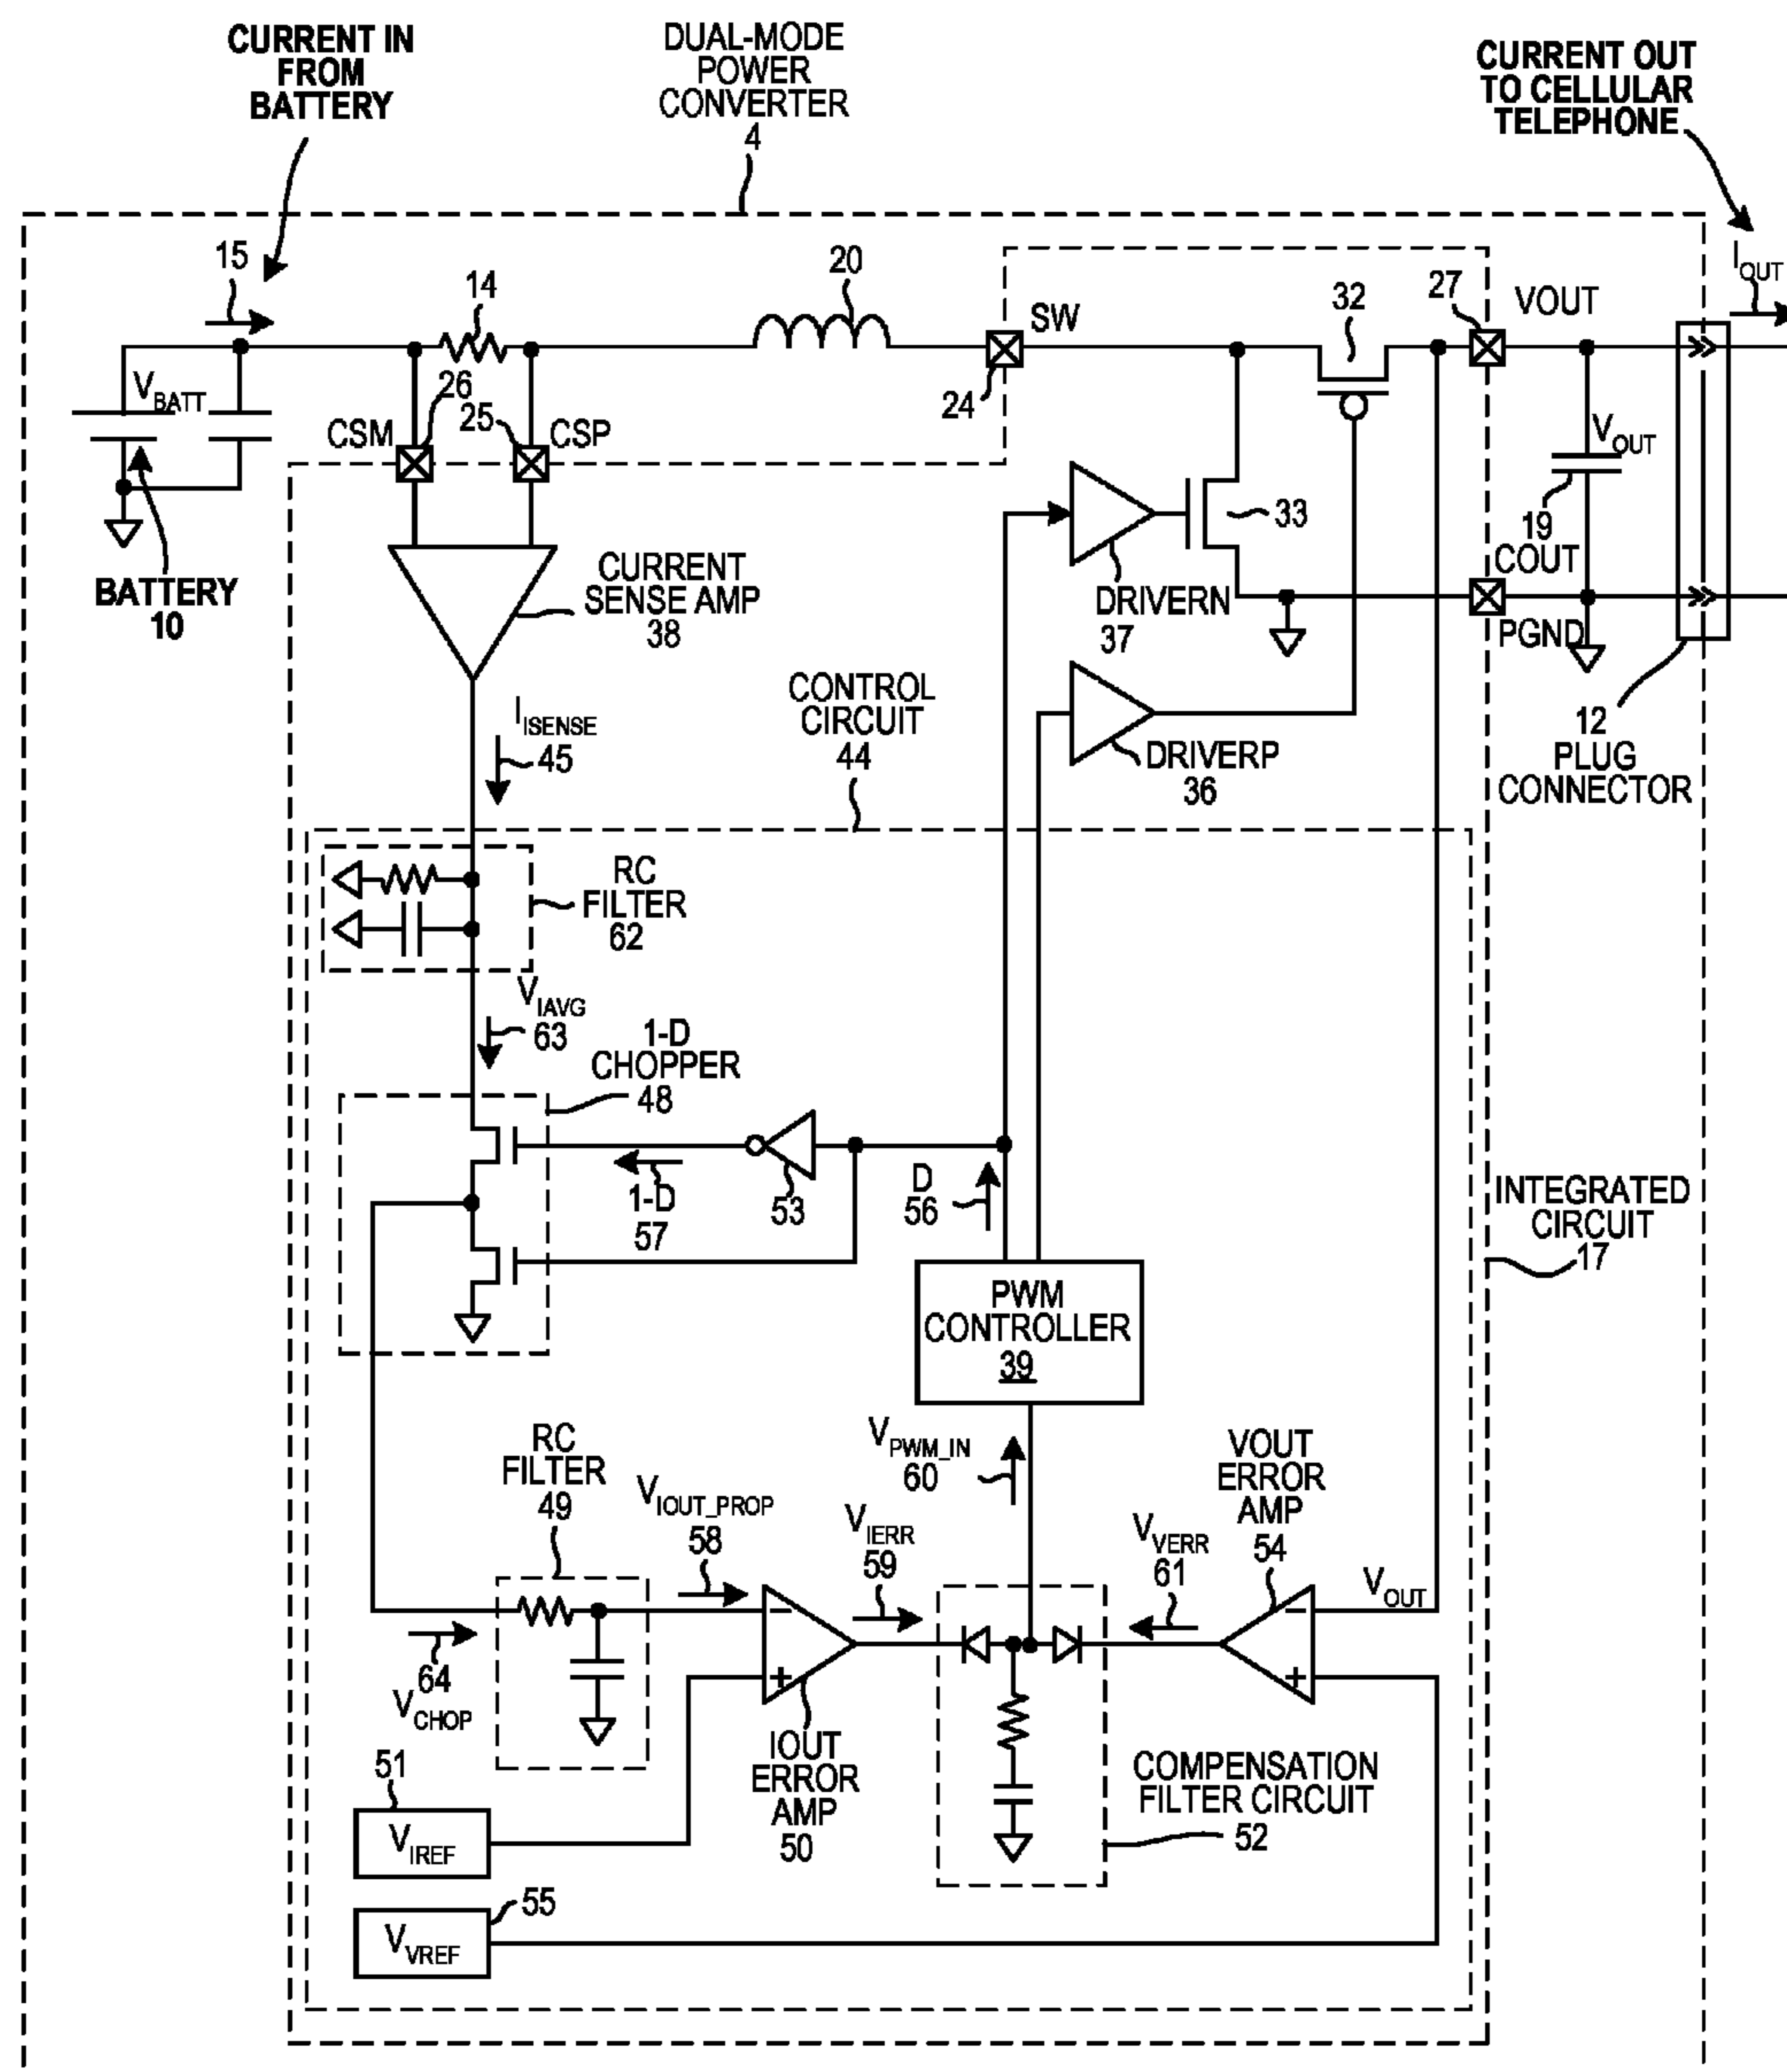 CURRENT IN
FROM
BATTERY
DUAL-MODE
POWER
CONVERTER
4
CURRENT OUT
TO CELLULAR
TELEPHONE
15
14
20
SW
32
27
VOUT
IOUT
VBATT
26
25
CSM
CSP
24
VOUT
19
COUT
33
BATTERY
10
CURRENT
SENSE AMP
38
DRIVERN
37
PGND
IISENSE
45
CONTROL
CIRCUIT
44
DRIVERP
36
12
PLUG
CONNECTOR
RC
FILTER
62
VIAVG
63
1-D
CHOPPER
48
1-D
57
53
D
56
INTEGRATED
CIRCUIT
17
PWM
CONTROLLER
39
RC
FILTER
49
VIOUT_PROP
58
VIERR
59
VPWM_IN
60
VVERR
61
VOUT
ERROR
AMP
54
VOUT
−
+
−
+
64
VCHOP
IOUT
ERROR
AMP
50
COMPENSATION
FILTER CIRCUIT
52
51
VIREF
55
VVREF